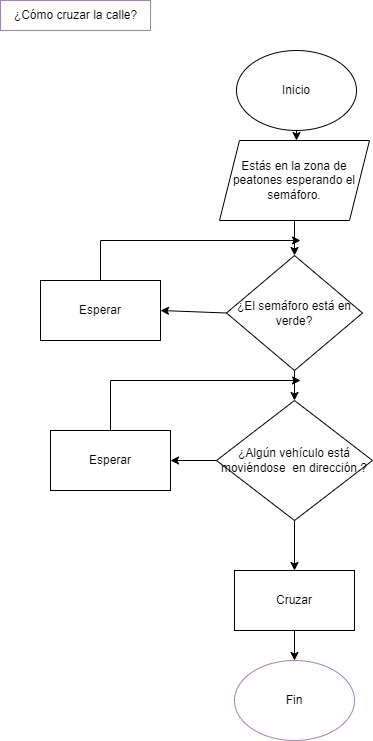 ¿Cómo cruzar la calle?
Inicio
Estás en la zona de
peatones esperando el
semáforo.
¿El semáforo está en
verde?
Esperar
¿Algún vehículo está
moviéndose en dirección ?
Esperar
Cruzar
Fin